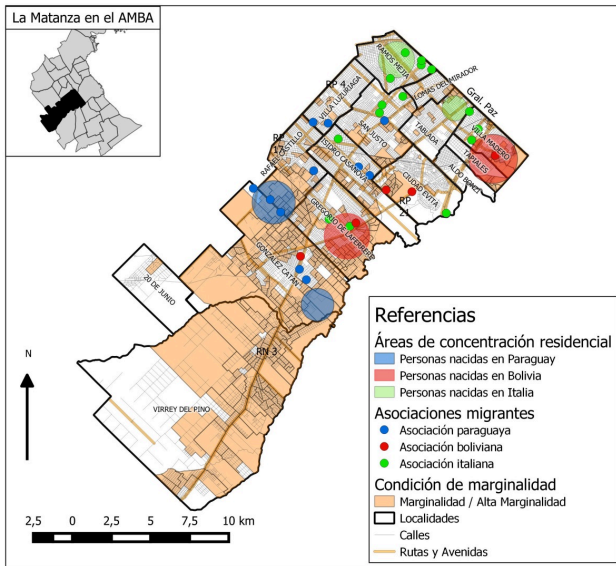 La Matanza en el AMBA
RAMOS MEJÍA
LOMAS DEL MIRADOR
Gral. Paz
RP 4
VILLA LUZURIAGA
SAN JUSTO
TABLADA
VILLA MADERO
TAPIALES
RP
17
RAFAEL CASTILLO
ISIDRO CASANOVA
CIUDAD EVITA
ALDO BONZI
RP
21
GREGORIO DE LAFERRERE
GONZALEZ CATÁN
20 DE JUNIO
RN 3
VIRREY DEL PINO
N
2,5 0 2,5 5 7,5 10 km
Referencias
Áreas de concentración residencial
Personas nacidas en Paraguay
Personas nacidas en Bolivia
Personas nacidas en Italia
Asociaciones migrantes
Asociación paraguaya
Asociación boliviana
Asociación italiana
Condición de marginalidad
Marginalidad / Alta Marginalidad
Localidades
Calles
Rutas y Avenidas